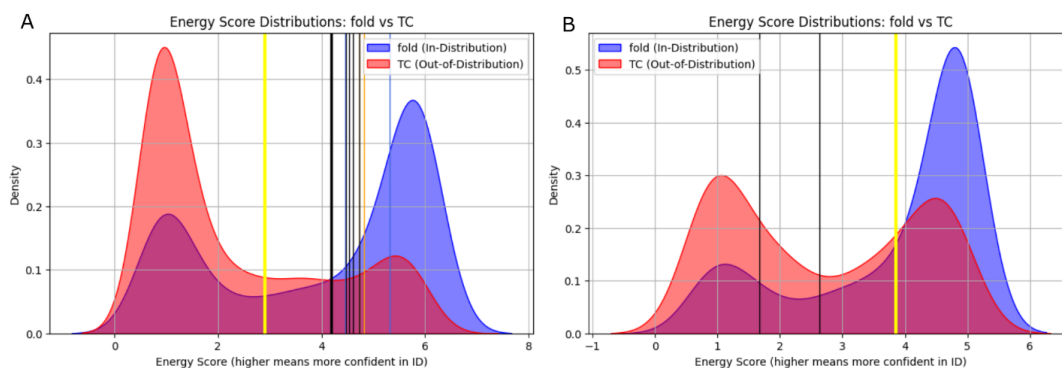 A
Energy Score Distributions: fold vs TC
fold (In-Distribution)
TC (Out-of-Distribution)
Density
0.4
0.3
0.2
0.1
0.0
0
2
4
6
8
Energy Score (higher means more confident in ID)
B
Energy Score Distributions: fold vs TC
fold (In-Distribution)
TC (Out-of-Distribution)
Density
0.5
0.4
0.3
0.2
0.1
0.0
−1
0
1
2
3
4
5
6
Energy Score (higher means more confident in ID)